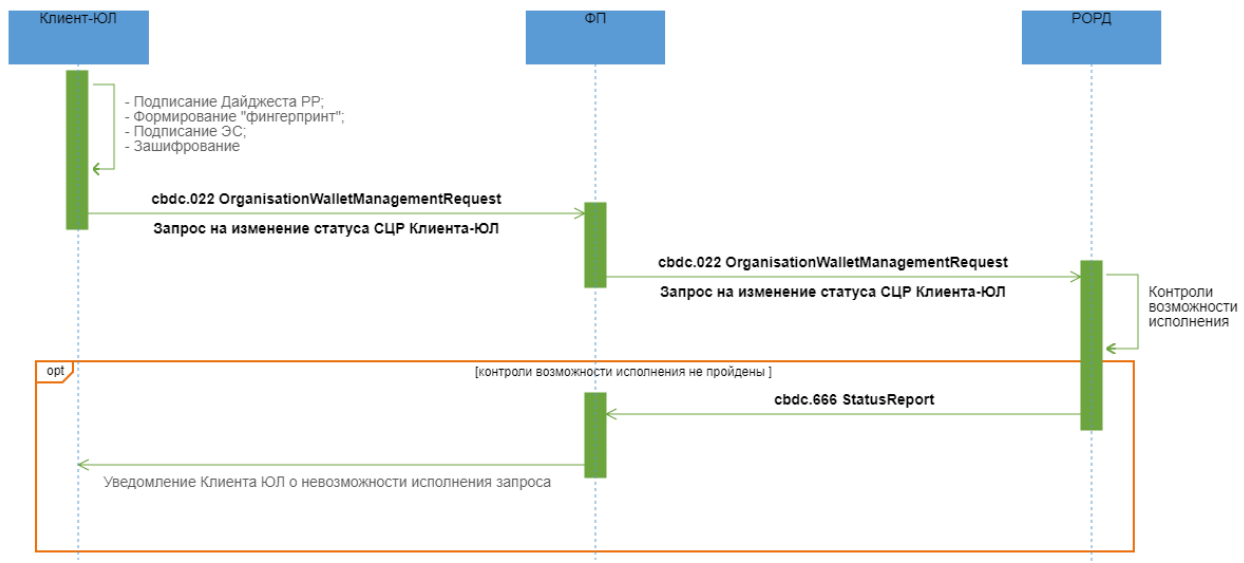 Клиент-ЮЛ
ФП
РОРД
- Подписание Дайджеста РР;
- Формирование "фингерпринт";
- Подписание ЭС;
- Зашифрование
cbdc.022 OrganisationWalletManagementRequest
Запрос на изменение статуса СЦР Клиента-ЮЛ
cbdc.022 OrganisationWalletManagementRequest
Запрос на изменение статуса СЦР Клиента-ЮЛ
Контроли
возможности
исполнения
opt
[контроли возможности исполнения не пройдены ]
cbdc.666 StatusReport
Уведомление Клиента ЮЛ о невозможности исполнения запроса